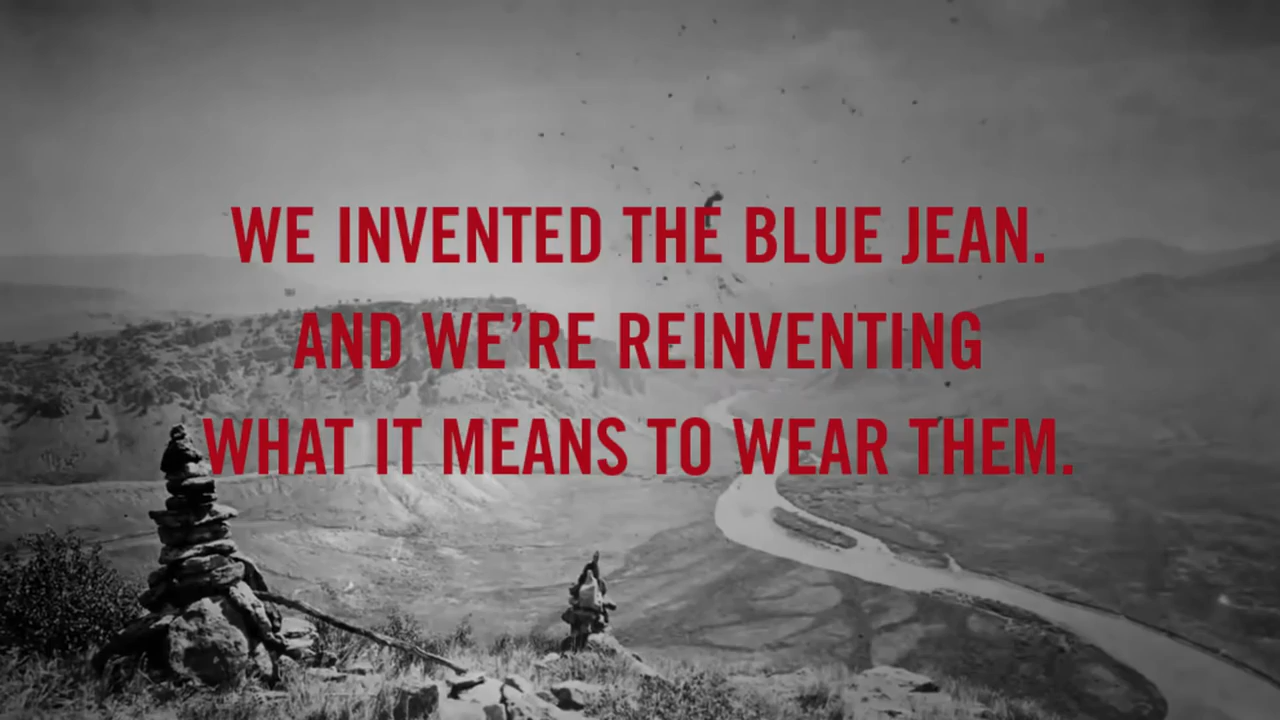 WE INVENTED THE BLUE JEAN.
AND WE’RE REINVENTING
WHAT IT MEANS TO WEAR THEM.